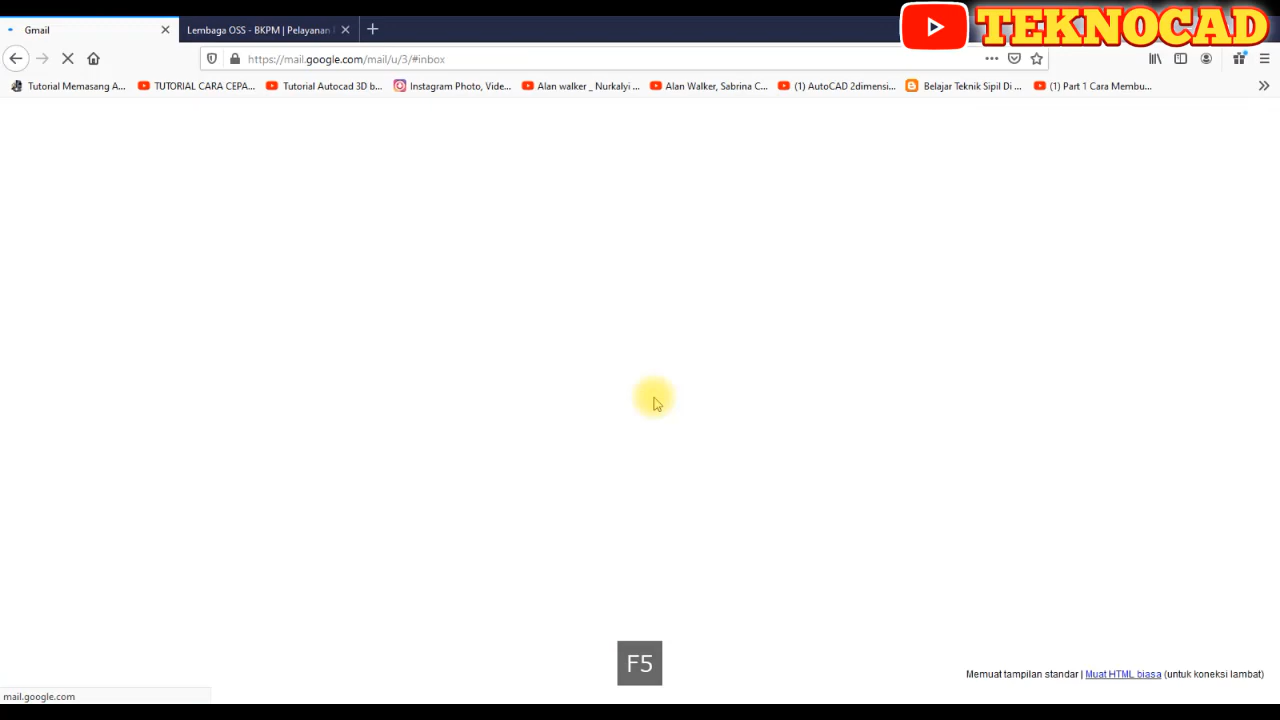 Gmail
Lembaga OSS - BKPM | Pelayanan
TEKNOCAD
https://mail.google.com/mail/u/3/#inbox
Tutorial Memasang A...
TUTORIAL CARA CEPA...
Tutorial Autocad 3D b...
Instagram Photo, Vide...
Alan walker _ Nurkalyi ...
Alan Walker, Sabrina C...
(1) AutoCAD 2dimensi...
Belajar Teknik Sipil Di ...
(1) Part 1 Cara Membu...
F5
Memuat tampilan standar | Muat HTML biasa (untuk koneksi lambat)
mail.google.com